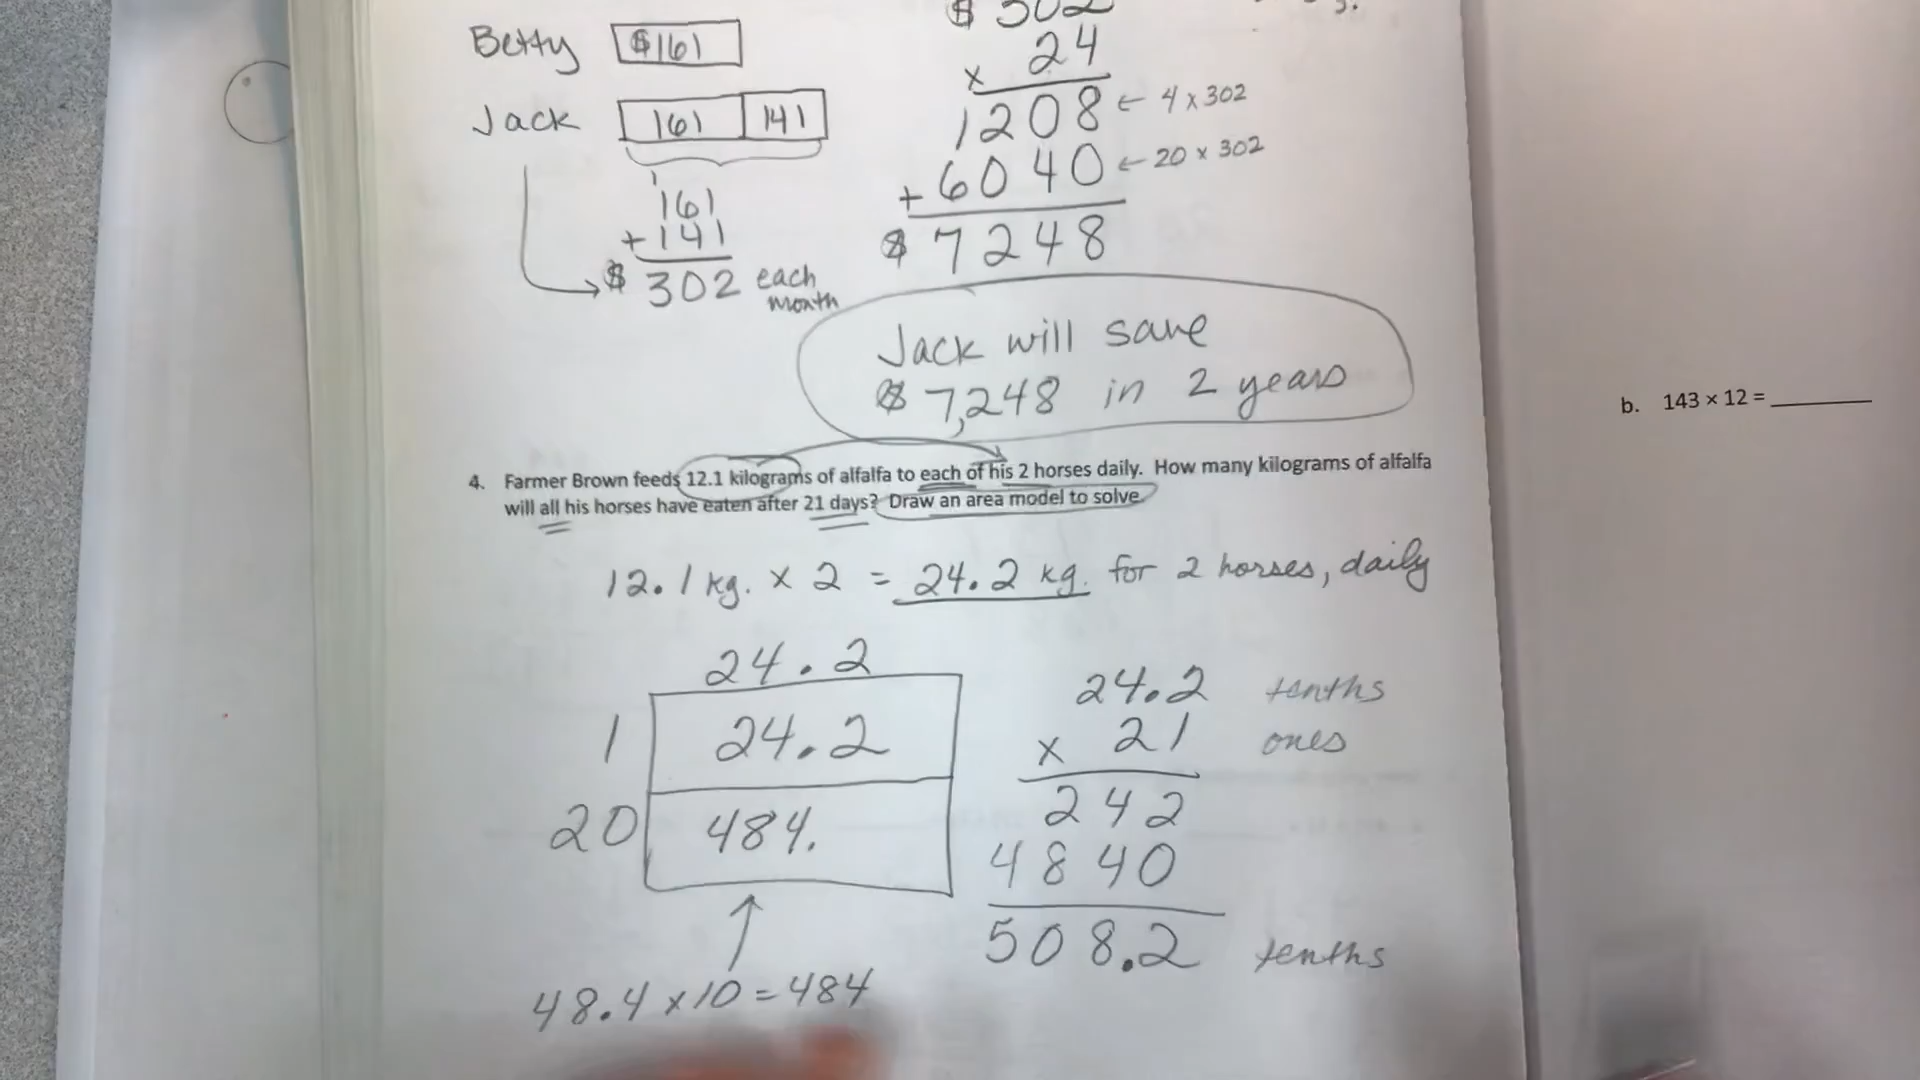 $ 302
Betty $161
× 24
Jack 161 141
1208 ← 4 × 302
6040 ← 20 × 302
+
1
161
+141
$ 302 each month
$ 7248
Jack will save
$ 7,248 in 2 years
b. 143 × 12 = ________
4. Farmer Brown feeds 12.1 kilograms of alfalfa to each of his 2 horses daily. How many kilograms of alfalfa
will all his horses have eaten after 21 days? Draw an area model to solve.
12.1 kg. × 2 = 24.2 kg. for 2 horses, daily
24.2
1 24.2
20 484.
48.4 × 10 = 484
24.2 tenths
× 21 ones
242
4840
508.2 tenths